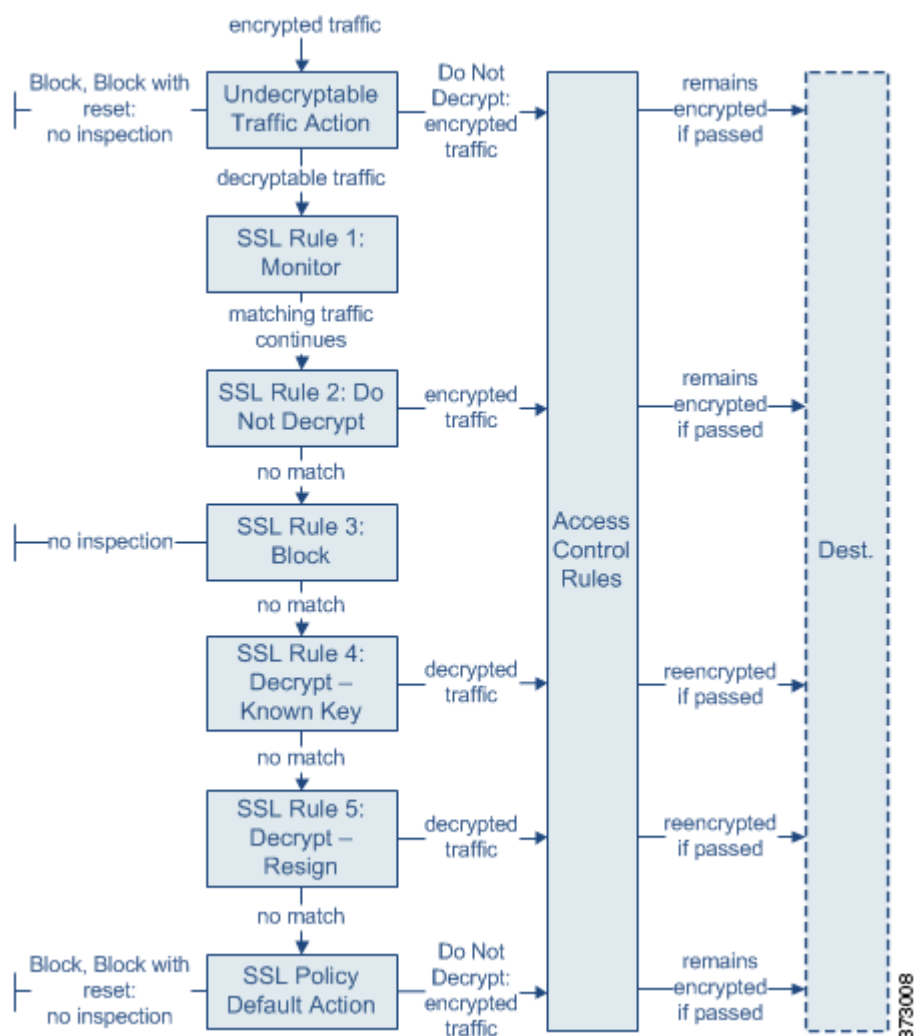 encrypted traffic
Block, Block with
reset:
no inspection
Undecryptable
Traffic Action
Do Not
Decrypt:
encrypted
traffic
remains
encrypted
if passed
decryptable traffic
SSL Rule 1:
Monitor
matching traffic
continues
SSL Rule 2: Do
Not Decrypt
encrypted
traffic
remains
encrypted
if passed
no match
no inspection
SSL Rule 3:
Block
Access
Control
Rules
Dest.
no match
SSL Rule 4:
Decrypt –
Known Key
decrypted
traffic
reencrypted
if passed
no match
SSL Rule 5:
Decrypt –
Resign
decrypted
traffic
reencrypted
if passed
no match
Block, Block with
reset:
no inspection
SSL Policy
Default Action
Do Not
Decrypt:
encrypted
traffic
remains
encrypted
if passed
373008